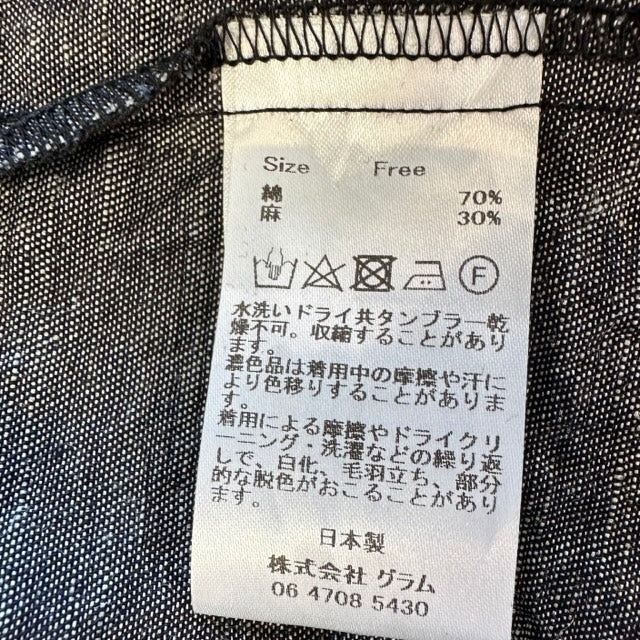 Size Free
綿 70%
麻 30%
F
水洗いドライ共タンブラー乾
燥不可。収縮することがあり
ます。
濃色品は着用中の摩擦や汗に
より色移りすることがありま
す。
着用による摩擦やドライクリ
ーニング・洗濯などの繰り返
しで、白化、毛羽立ち、部分
的な脱色がおこることがあり
ます。
日本製
株式会社 グラム
06 4708 5430